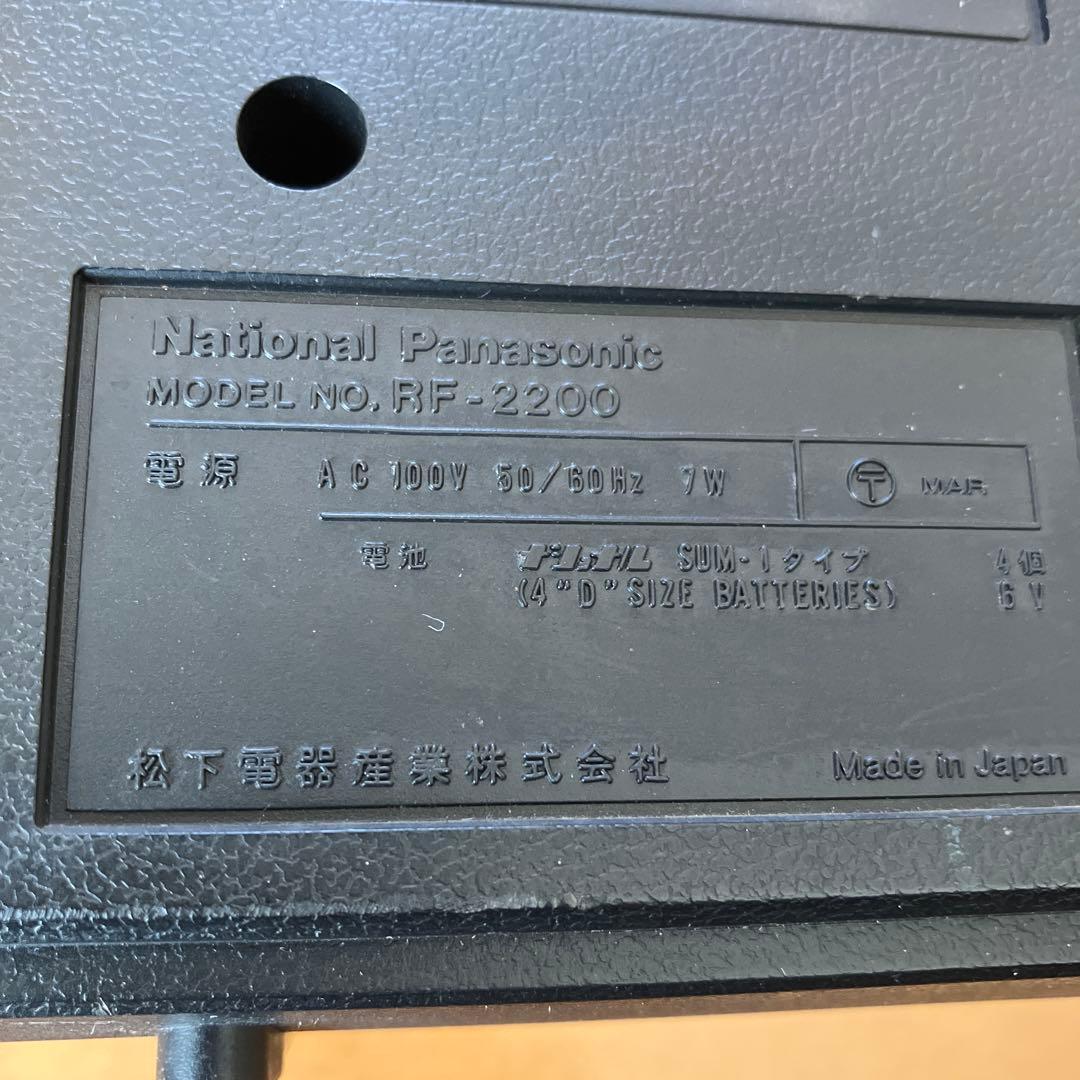 National Panasonic
MODEL NO. RF-2200
電源 AC 100V 50/60Hz 7W 〒 MAR
電池 ナショナル SUM-1タイプ 4個
(4"D"SIZE BATTERIES) 6V
松下電器産業株式会社 Made in Japan